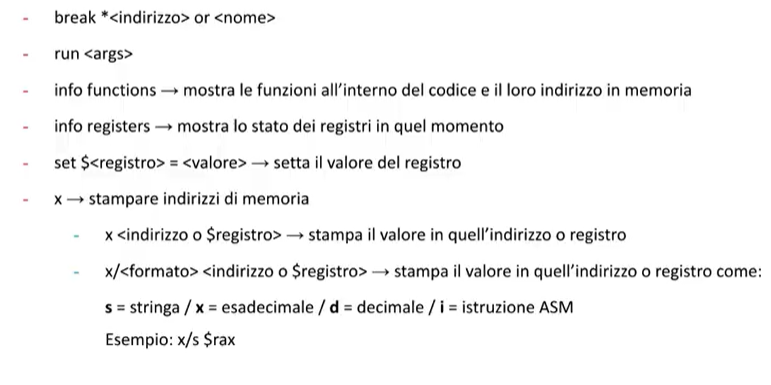 - break *<indirizzo> or <nome>
- run <args>
- info functions → mostra le funzioni all'interno del codice e il loro indirizzo in memoria
- info registers → mostra lo stato dei registri in quel momento
- set $<registro> = <valore> → setta il valore del registro
- x → stampare indirizzi di memoria
- x <indirizzo o $registro> → stampa il valore in quell'indirizzo o registro
- x/<formato> <indirizzo o $registro> → stampa il valore in quell'indirizzo o registro come:
s = stringa / x = esadecimale / d = decimale / i = istruzione ASM
Esempio: x/s $rax